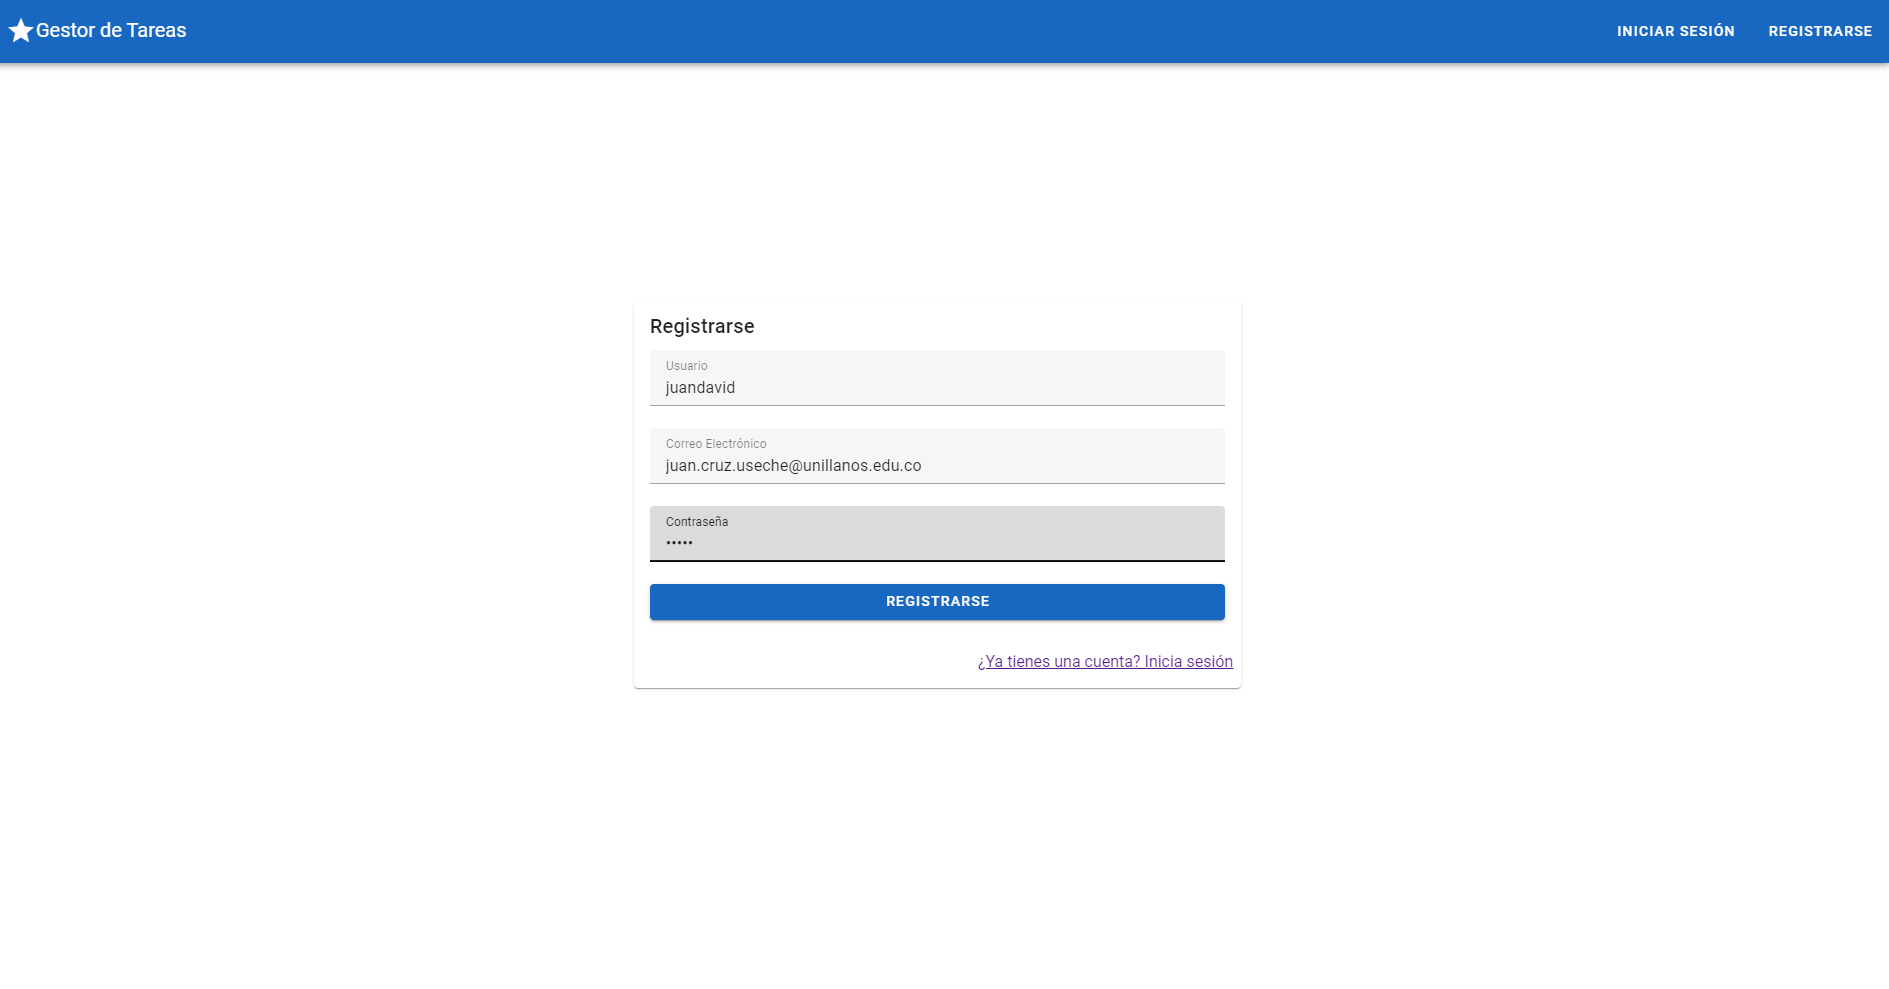 Gestor de Tareas
INICIAR SESIÓN
REGISTRARSE
Registrarse
Usuario
juandavid
Correo Electrónico
juan.cruz.useche@unillanos.edu.co
Contraseña
•••••
REGISTRARSE
¿Ya tienes una cuenta? Inicia sesión